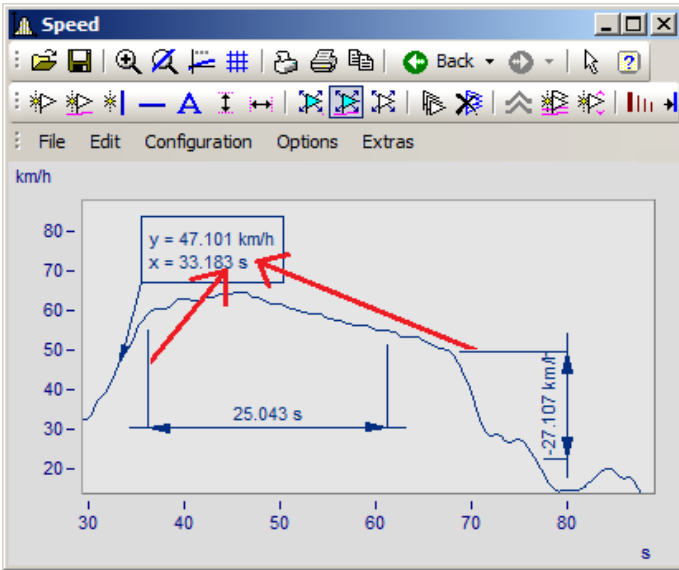 Speed
Back
File Edit Configuration Options Extras
km/h
y = 47.101 km/h
x = 33.183 s
80
70
60
50
40
30
20
25.043 s
-27.107 km/h
30 40 50 60 70 80
s